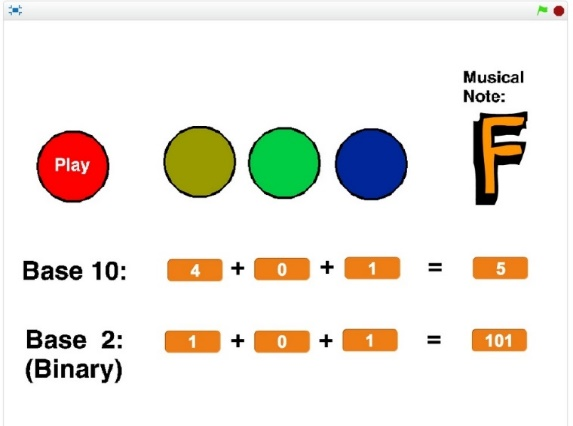 Musical
Note:
F
Play
Base 10: 4 + 0 + 1 = 5
Base 2: 1 + 0 + 1 = 101
(Binary)